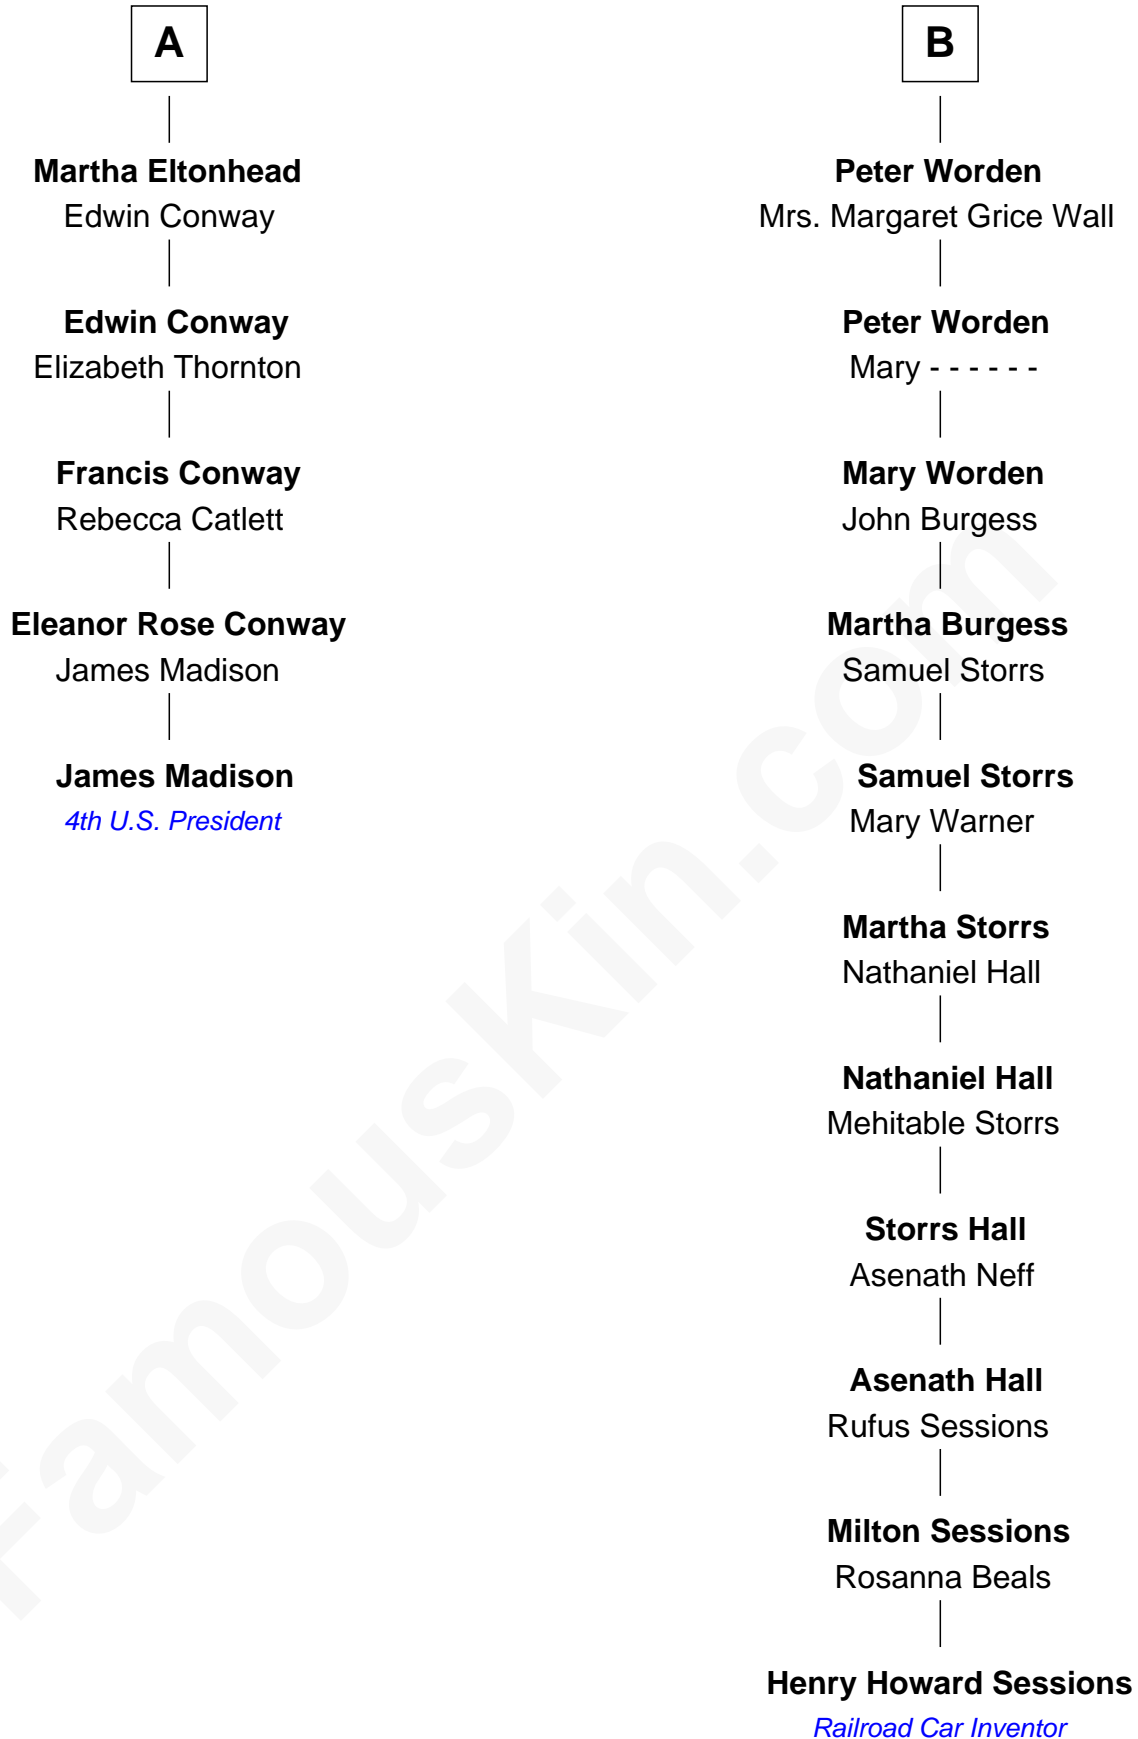 A
Martha Eltonhead
Edwin Conway
Edwin Conway
Elizabeth Thornton
Francis Conway
Rebecca Catlett
Eleanor Rose Conway
James Madison
James Madison
4th U.S. President
B
Peter Worden
Mrs. Margaret Grice Wall
Peter Worden
Mary - - - - - -
Mary Worden
John Burgess
Martha Burgess
Samuel Storrs
Samuel Storrs
Mary Warner
Martha Storrs
Nathaniel Hall
Nathaniel Hall
Mehitable Storrs
Storrs Hall
Asenath Neff
Asenath Hall
Rufus Sessions
Milton Sessions
Rosanna Beals
Henry Howard Sessions
Railroad Car Inventor
FamousKin.com